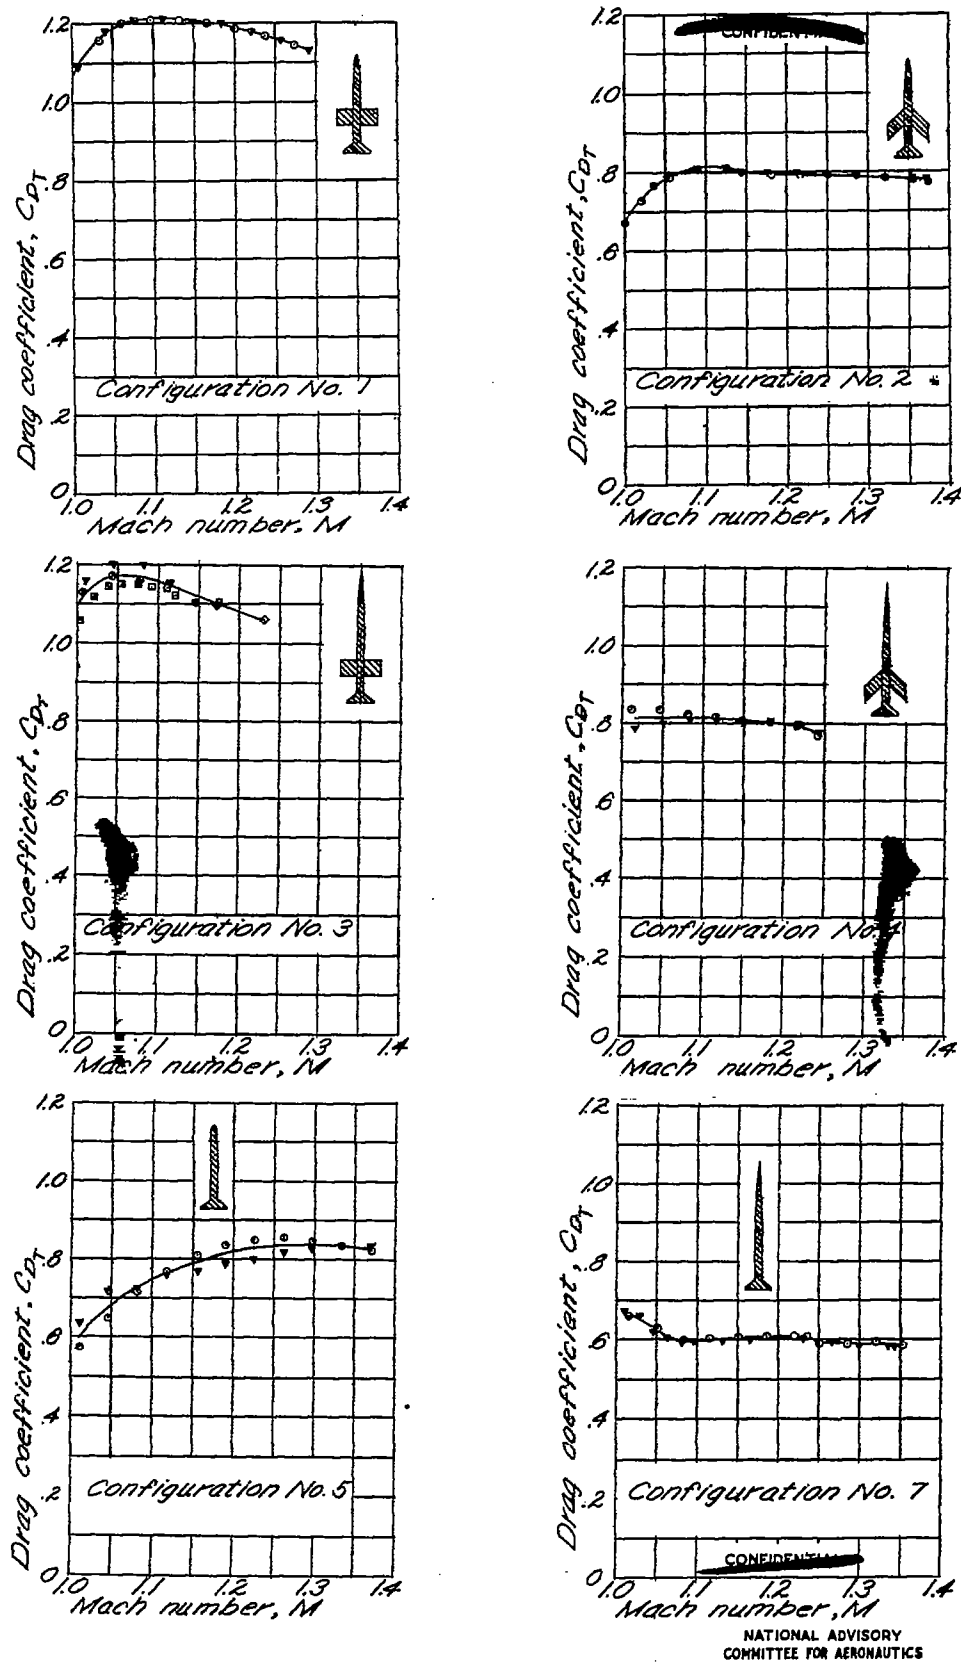 1.2
1.0
.8
.6
.4
.2
0
Drag coefficient, CDT
Configuration No. 1
1.0 1.1 1.2 1.3 1.4
Mach number, M
1.2
1.0
.8
.6
.4
.2
0
Drag coefficient, CDT
Configuration No. 2
1.0 1.1 1.2 1.3 1.4
Mach number, M
1.2
1.0
.8
.6
.4
.2
0
Drag coefficient, CDT
Configuration No. 3
1.0 1.1 1.2 1.3 1.4
Mach number, M
1.2
1.0
.8
.6
.4
.2
0
Drag coefficient, CDT
Configuration No. 4
1.0 1.1 1.2 1.3 1.4
Mach number, M
1.2
1.0
.8
.6
.4
.2
0
Drag coefficient, CDT
Configuration No. 5
1.0 1.1 1.2 1.3 1.4
Mach number, M
1.2
1.0
.8
.6
.4
.2
0
Drag coefficient, CDT
Configuration No. 7
1.0 1.1 1.2 1.3 1.4
Mach number, M
NATIONAL ADVISORY
COMMITTEE FOR AERONAUTICS